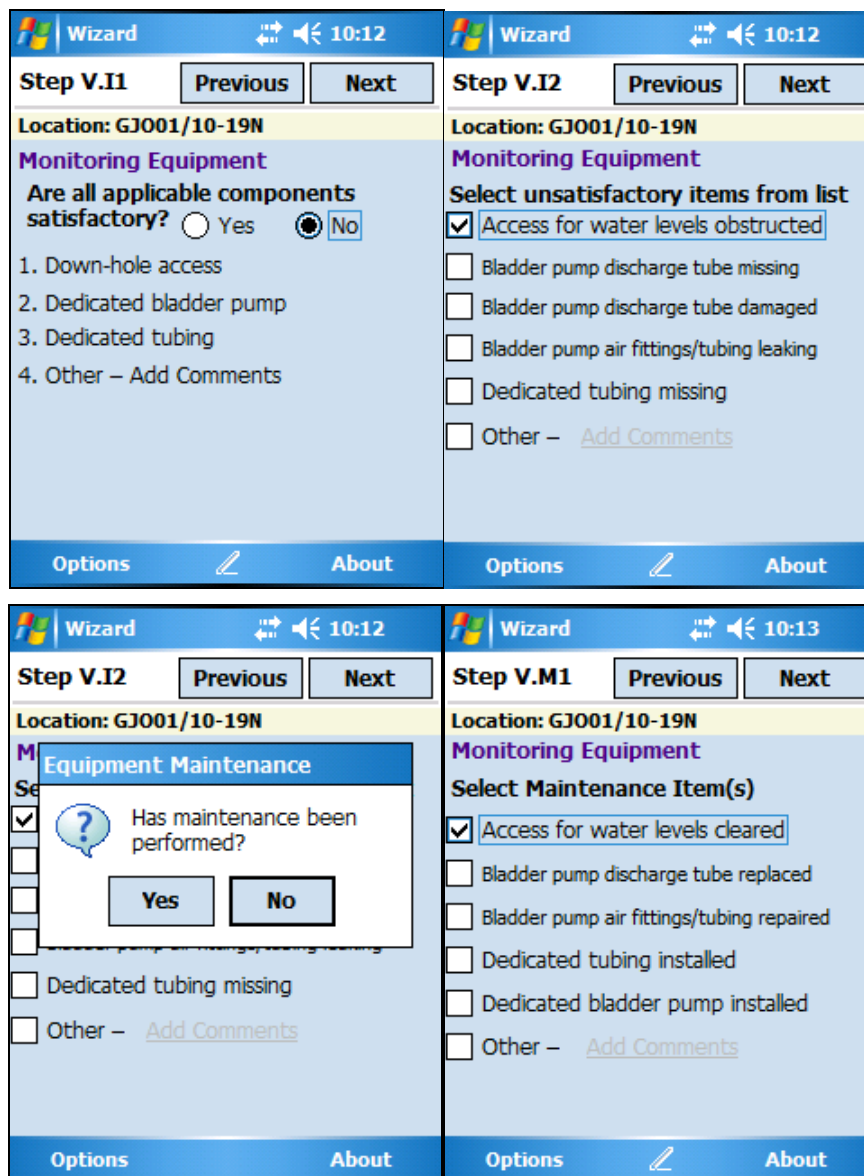 Wizard 10:12
Step V.I1 Previous Next
Location: GJO01/10-19N
Monitoring Equipment
Are all applicable components
satisfactory? Yes No
1. Down-hole access
2. Dedicated bladder pump
3. Dedicated tubing
4. Other – Add Comments
Options About
Wizard 10:12
Step V.I2 Previous Next
Location: GJO01/10-19N
Monitoring Equipment
Select unsatisfactory items from list
Access for water levels obstructed
Bladder pump discharge tube missing
Bladder pump discharge tube damaged
Bladder pump air fittings/tubing leaking
Dedicated tubing missing
Other – Add Comments
Options About
Wizard 10:12
Step V.I2 Previous Next
Location: GJO01/10-19N
Equipment Maintenance
Has maintenance been
performed?
Yes No
Dedicated tubing missing
Other – Add Comments
Options About
Wizard 10:13
Step V.M1 Previous Next
Location: GJO01/10-19N
Monitoring Equipment
Select Maintenance Item(s)
Access for water levels cleared
Bladder pump discharge tube replaced
Bladder pump air fittings/tubing repaired
Dedicated tubing installed
Dedicated bladder pump installed
Other – Add Comments
Options About